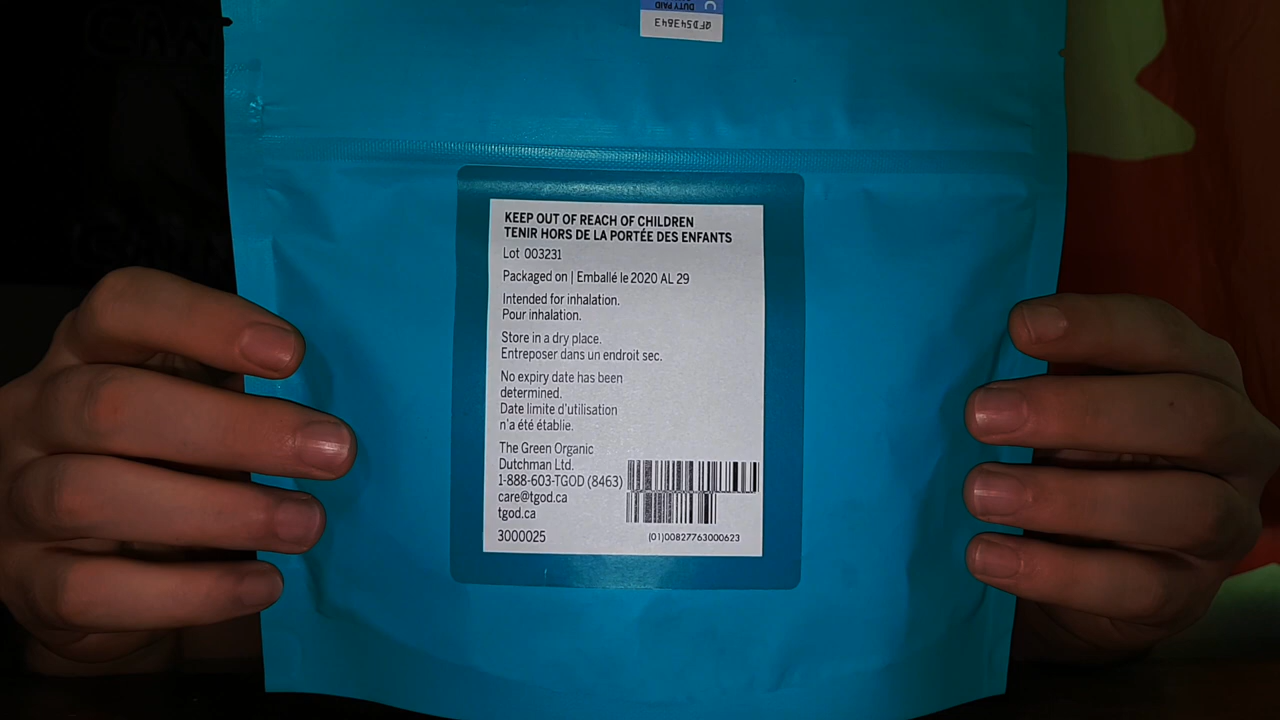 DUTY PAID
QFD543643
KEEP OUT OF REACH OF CHILDREN
TENIR HORS DE LA PORTÉE DES ENFANTS
Lot 003231
Packaged on | Emballé le 2020 AL 29
Intended for inhalation.
Pour inhalation.
Store in a dry place.
Entreposer dans un endroit sec.
No expiry date has been
determined.
Date limite d'utilisation
n'a été établie.
The Green Organic
Dutchman Ltd.
1-888-603-TGOD (8463)
care@tgod.ca
tgod.ca
3000025
(01)00827763000623